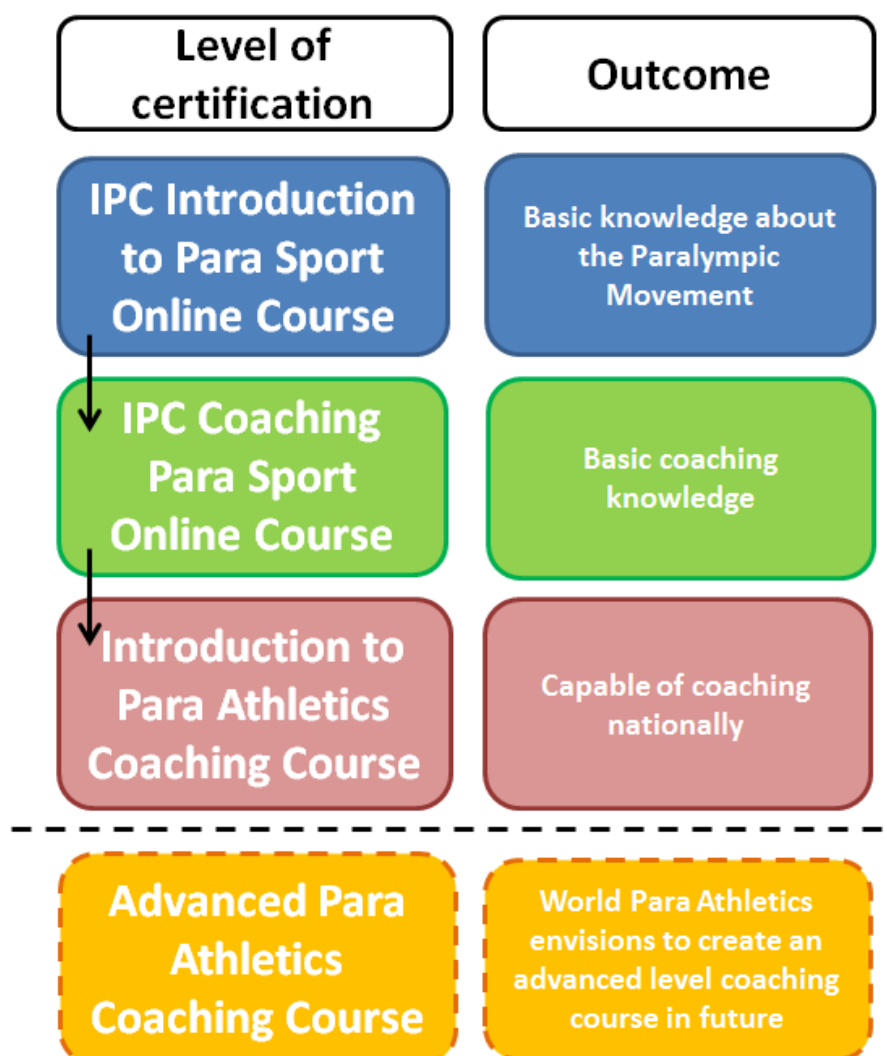 Level of
certification
Outcome
IPC Introduction
to Para Sport
Online Course
Basic knowledge about
the Paralympic
Movement
IPC Coaching
Para Sport
Online Course
Basic coaching
knowledge
Introduction to
Para Athletics
Coaching Course
Capable of coaching
nationally
Advanced Para
Athletics
Coaching Course
World Para Athletics
envisions to create an
advanced level coaching
course in future